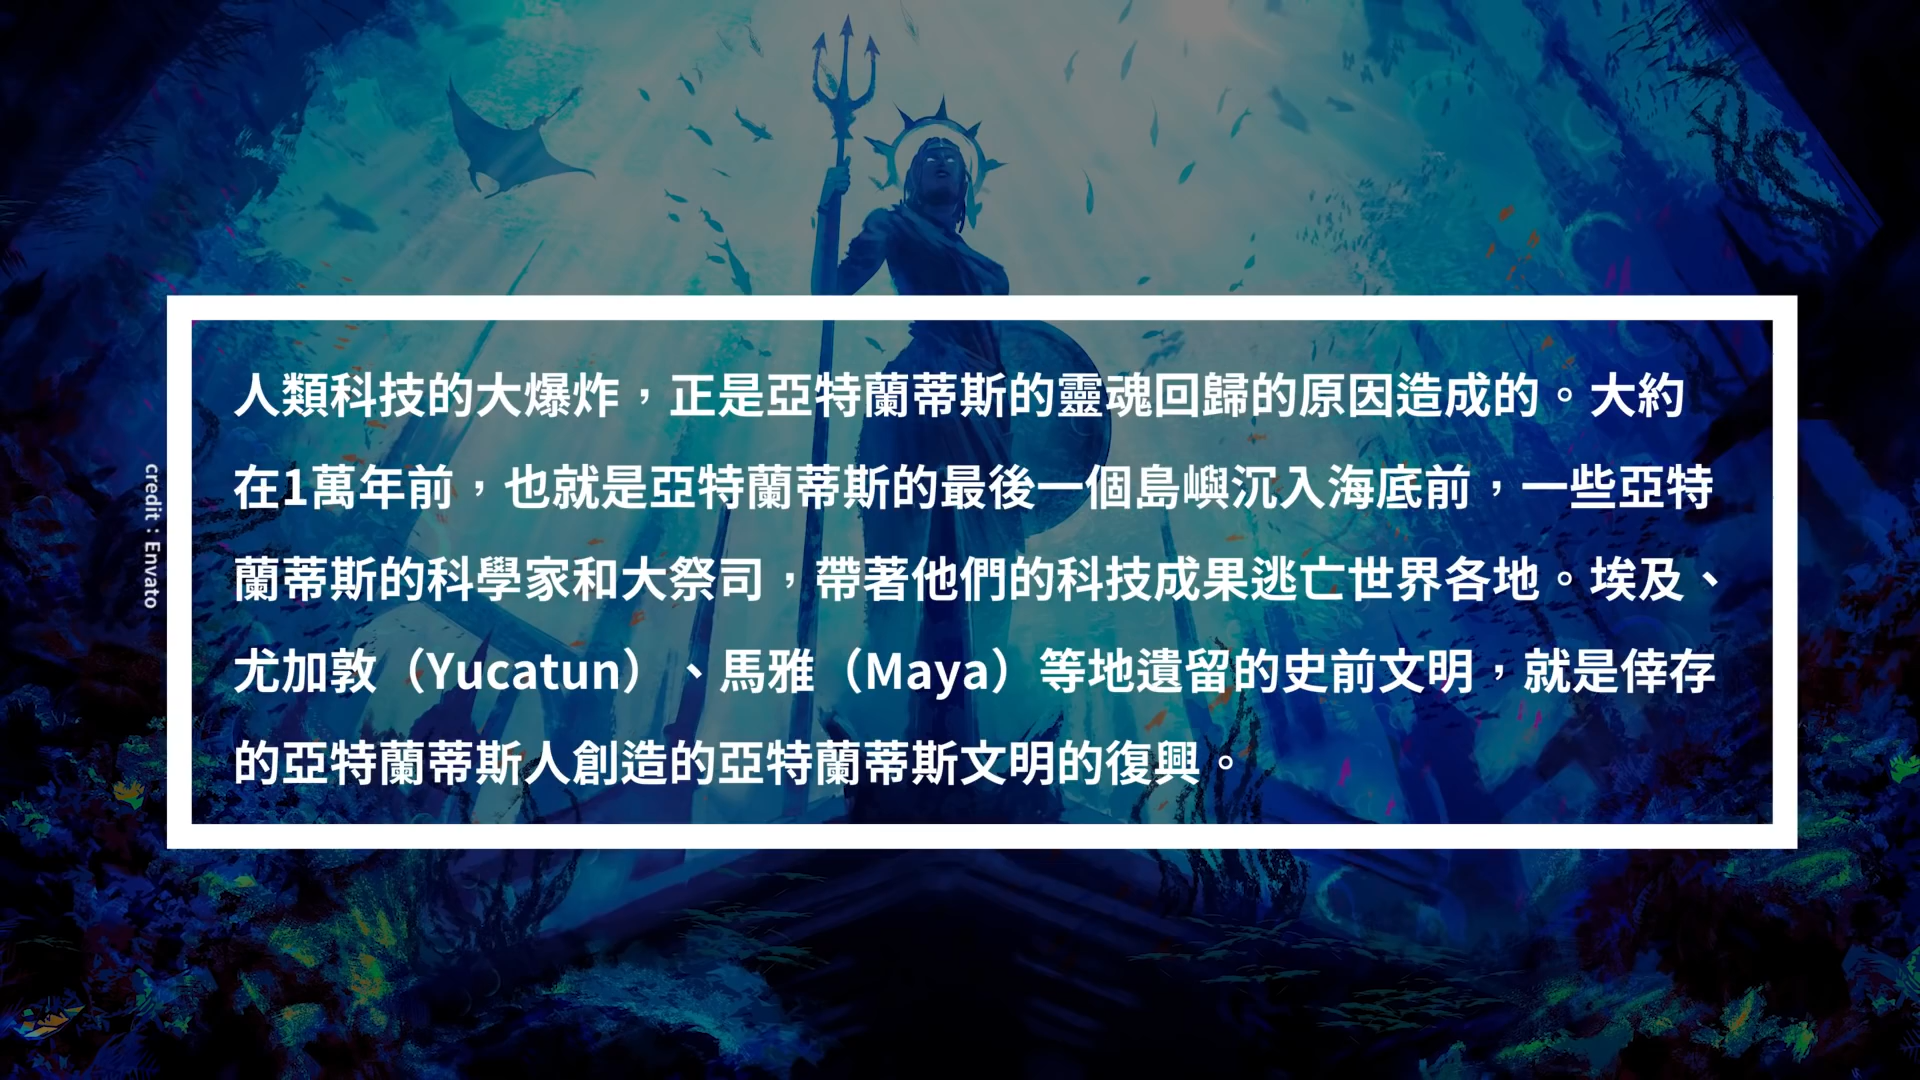 人類科技的大爆炸，正是亞特蘭蒂斯的靈魂回歸的原因造成的。大約
在1萬年前，也就是亞特蘭蒂斯的最後一個島嶼沉入海底前，一些亞特
蘭蒂斯的科學家和大祭司，帶著他們的科技成果逃亡世界各地。埃及、
尤加敦（Yucatun）、馬雅（Maya）等地遺留的史前文明，就是倖存
的亞特蘭蒂斯人創造的亞特蘭蒂斯文明的復興。
credit：Envato